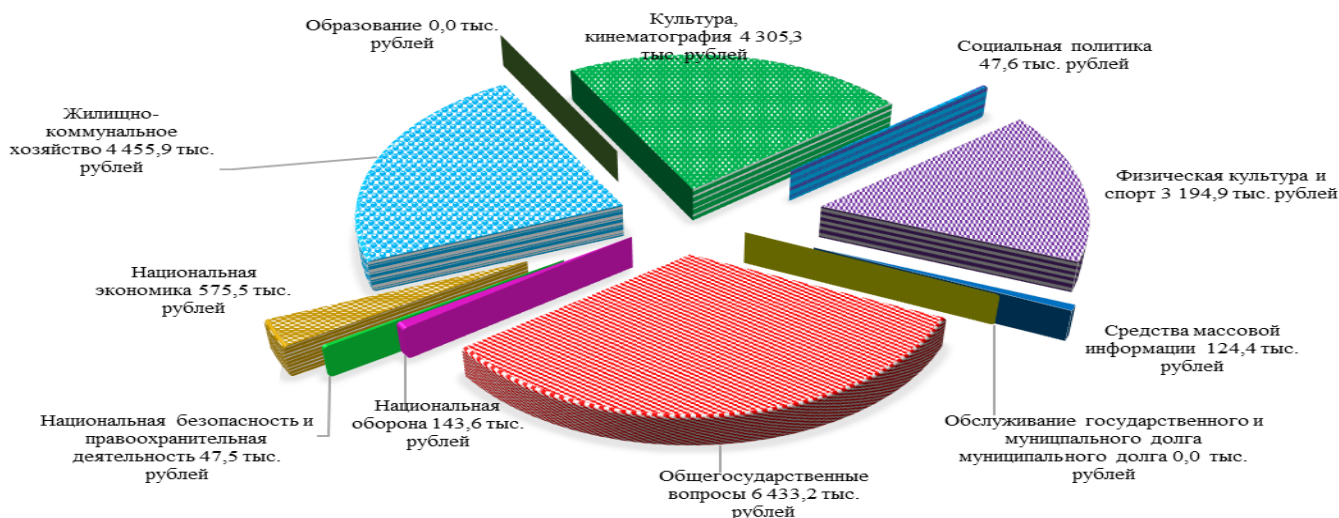 Образование 0,0 тыс.
рублей
Культура,
кинематография 4 305,3
тыс. рублей
Социальная политика
47,6 тыс. рублей
Жилищно-
коммунальное
хозяйство 4 455,9 тыс.
рублей
Физическая культура и
спорт 3 194,9 тыс. рублей
Национальная
экономика 575,5 тыс.
рублей
Средства массовой
информации 124,4 тыс.
рублей
Национальная безопасность и
правоохранительная
деятельность 47,5 тыс.
рублей
Национальная
оборона 143,6 тыс.
рублей
Обслуживание государственного и
муницпального долга
муниципального долга 0,0 тыс.
рублей
Общегосударственные
вопросы 6 433,2 тыс.
рублей